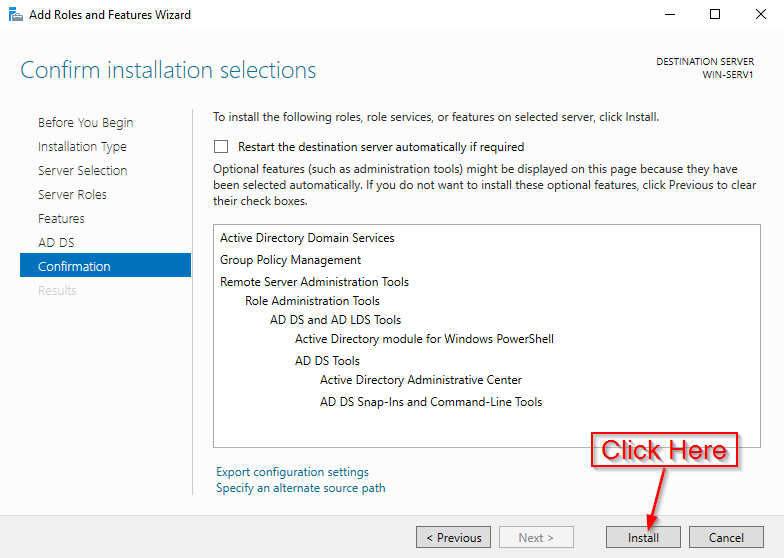 Add Roles and Features Wizard
Confirm installation selections
DESTINATION SERVER
WIN-SERV1
Before You Begin
Installation Type
Server Selection
Server Roles
Features
AD DS
Confirmation
Results
To install the following roles, role services, or features on selected server, click Install.
Restart the destination server automatically if required
Optional features (such as administration tools) might be displayed on this page because they have
been selected automatically. If you do not want to install these optional features, click Previous to clear
their check boxes.
Active Directory Domain Services
Group Policy Management
Remote Server Administration Tools
Role Administration Tools
AD DS and AD LDS Tools
Active Directory module for Windows PowerShell
AD DS Tools
Active Directory Administrative Center
AD DS Snap-Ins and Command-Line Tools
Click Here
Export configuration settings
Specify an alternate source path
< Previous
Next >
Install
Cancel